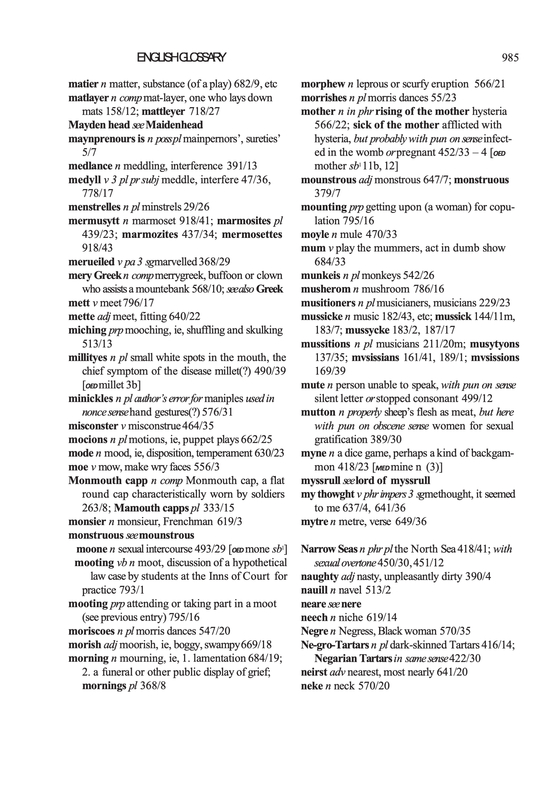 ENGLISH GLOSSARY 985
matier n matter, substance (of a play) 682/9, etc
matlayer n comp mat-layer, one who lays down
mats 158/12; mattleyer 718/27
Mayden head see Maidenhead
maynprenours is n poss pl mainpernors', sureties'
5/7
medlance n meddling, interference 391/13
medyll v 3 pl pr subj meddle, interfere 47/36,
778/17
menstrelles n pl minstrels 29/26
mermusytt n marmoset 918/41; marmosites pl
439/23; marmozites 437/34; mermosettes
918/43
merueiled v pa 3 sg marvelled 368/29
mery Greek n comp merrygreek, buffoon or clown
who assists a mountebank 568/10; see also Greek
mett v meet 796/17
mette adj meet, fitting 640/22
miching prp mooching, ie, shuffling and skulking
513/13
millityes n pl small white spots in the mouth, the
chief symptom of the disease millet(?) 490/39
[OED millet 3b]
minickles n pl author's error for maniples used in
nonce sense hand gestures(?) 576/31
misconster v misconstrue 464/35
mocions n pl motions, ie, puppet plays 662/25
mode n mood, ie, disposition, temperament 630/23
moe v mow, make wry faces 556/3
Monmouth capp n comp Monmouth cap, a flat
round cap characteristically worn by soldiers
263/8; Mamouth capps pl 333/15
monsier n monsieur, Frenchman 619/3
monstruous see mounstrous
moone n sexual intercourse 493/29 [OED mone sb³]
mooting vb n moot, discussion of a hypothetical
law case by students at the Inns of Court for
practice 793/1
mooting prp attending or taking part in a moot
(see previous entry) 795/16
moriscoes n pl morris dances 547/20
morish adj moorish, ie, boggy, swampy 669/18
morning n mourning, ie, 1. lamentation 684/19;
2. a funeral or other public display of grief;
mornings pl 368/8
morphew n leprous or scurfy eruption 566/21
morrishes n pl morris dances 55/23
mother n in phr rising of the mother hysteria
566/22; sick of the mother afflicted with
hysteria, but probably with pun on sense infect-
ed in the womb or pregnant 452/33 – 4 [OED
mother sb¹ 11b, 12]
mounstrous adj monstrous 647/7; monstruous
379/7
mounting prp getting upon (a woman) for copu-
lation 795/16
moyle n mule 470/33
mum v play the mummers, act in dumb show
684/33
munkeis n pl monkeys 542/26
musherom n mushroom 786/16
musitioners n pl musicianers, musicians 229/23
mussicke n music 182/43, etc; mussick 144/11m,
183/7; mussycke 183/2, 187/17
mussitions n pl musicians 211/20m; musytyons
137/35; mvsissians 161/41, 189/1; mvsissions
169/39
mute n person unable to speak, with pun on sense
silent letter or stopped consonant 499/12
mutton n properly sheep's flesh as meat, but here
with pun on obscene sense women for sexual
gratification 389/30
myne n a dice game, perhaps a kind of backgam-
mon 418/23 [MED mine n (3)]
myssrull see lord of myssrull
my thowght v phr impers 3 sg methought, it seemed
to me 637/4, 641/36
mytre n metre, verse 649/36
Narrow Seas n phr pl the North Sea 418/41; with
sexual overtone 450/30, 451/12
naughty adj nasty, unpleasantly dirty 390/4
nauill n navel 513/2
neare see nere
neech n niche 619/14
Negre n Negress, Black woman 570/35
Ne-gro-Tartars n pl dark-skinned Tartars 416/14;
Negarian Tartars in same sense 422/30
neirst adv nearest, most nearly 641/20
neke n neck 570/20